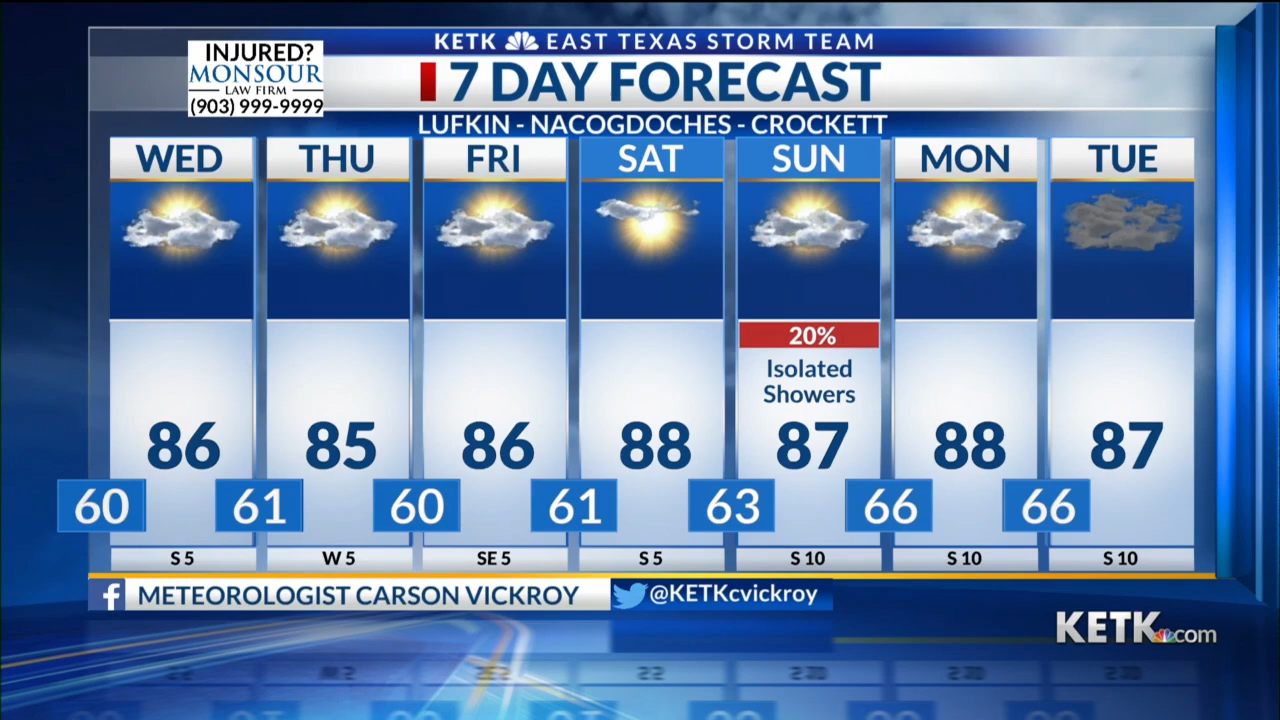 KETK EAST TEXAS STORM TEAM
INJURED?
MONSOUR
LAW FIRM
(903) 999-9999
7 DAY FORECAST
LUFKIN - NACOGDOCHES - CROCKETT
WED THU FRI SAT SUN MON TUE
20%
Isolated
Showers
86 85 86 88 87 88 87
60 61 60 61 63 66 66
S 5 W 5 SE 5 S 5 S 10 S 10 S 10
f METEOROLOGIST CARSON VICKROY @KETKcvickroy
KETK.com